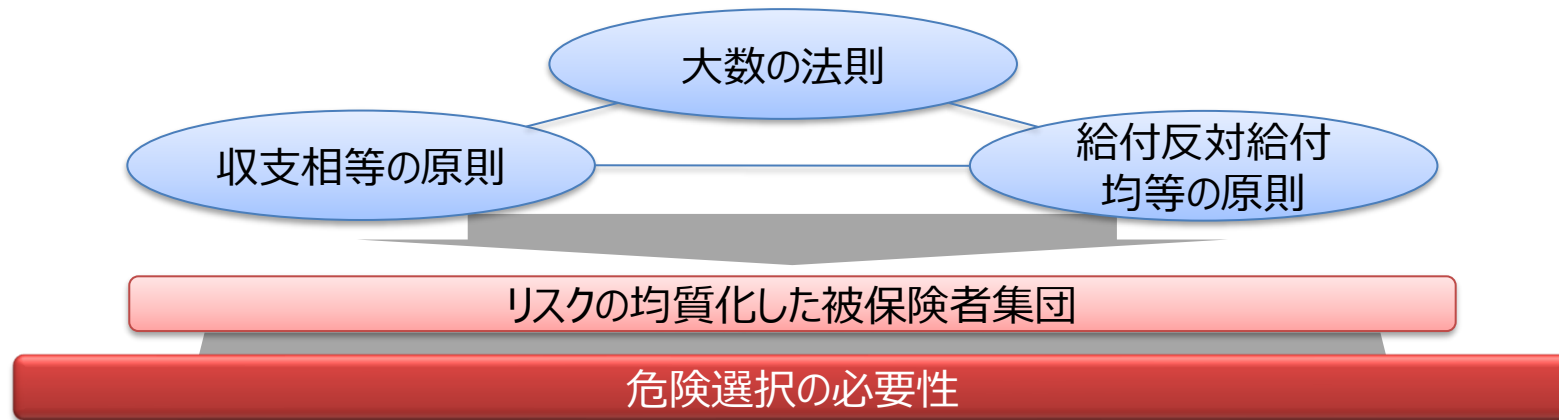 大数の法則
収支相等の原則
給付反対給付
均等の原則
リスクの均質化した被保険者集団
危険選択の必要性